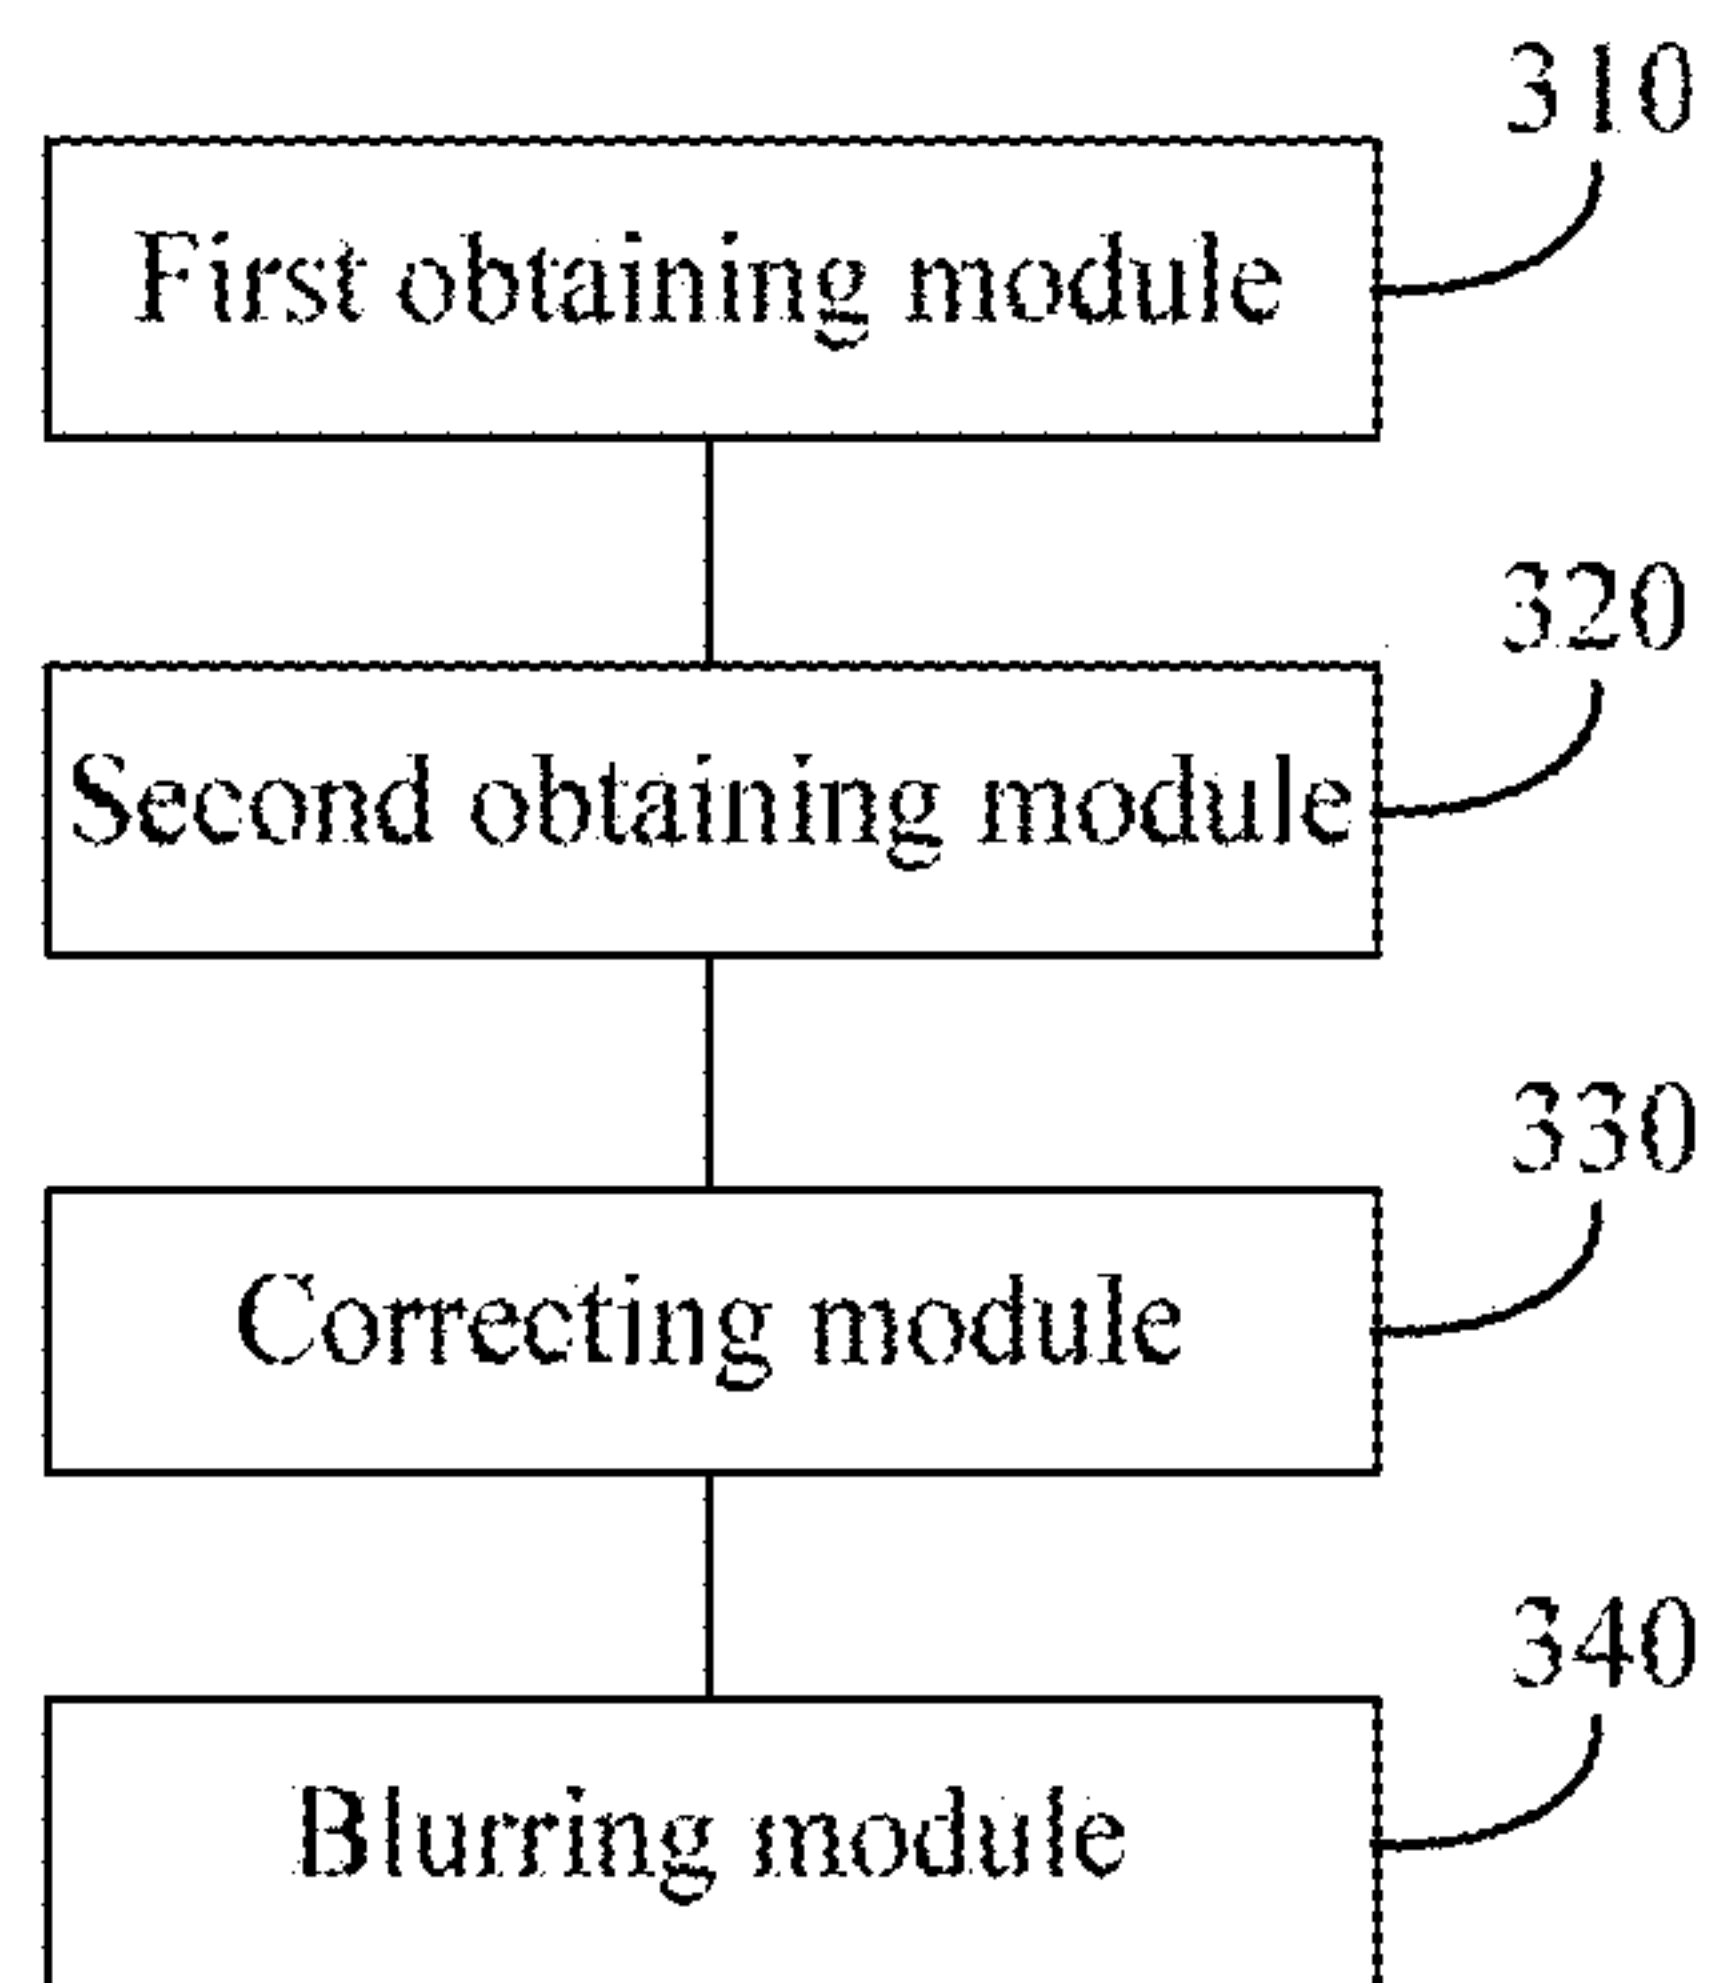 310
First obtaining module
320
Second obtaining module
330
Correcting module
340
Blurring module